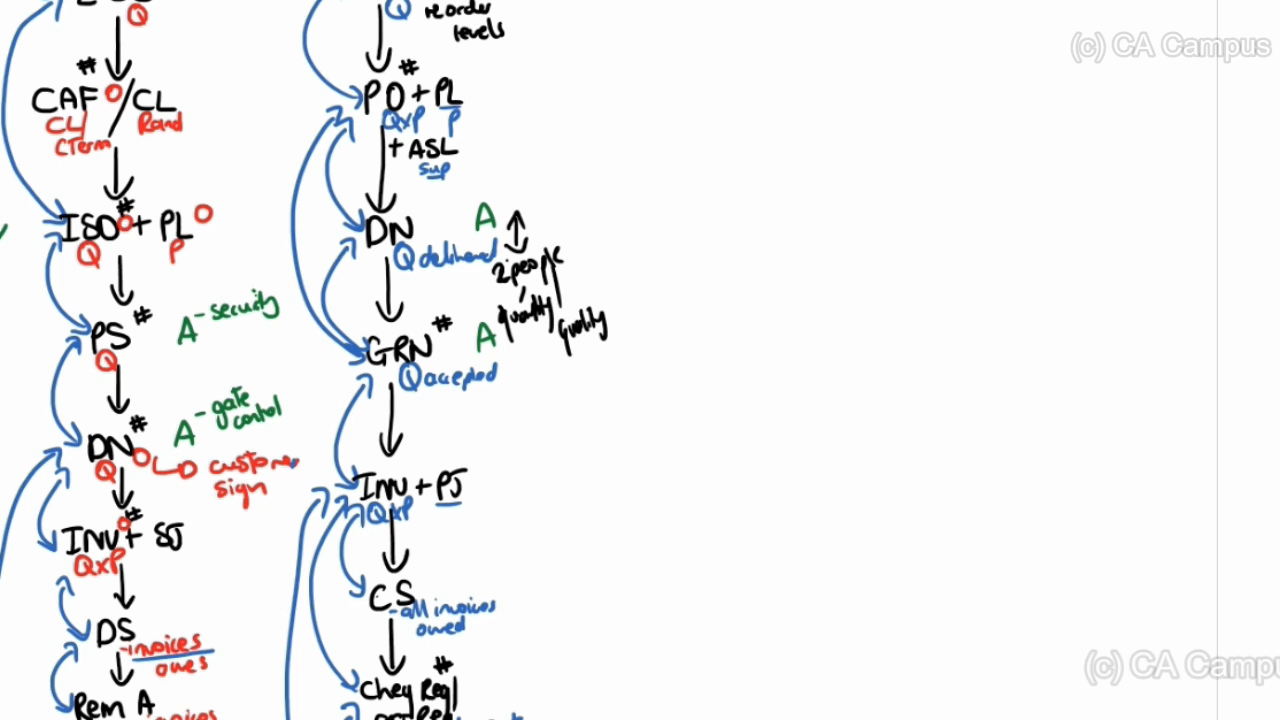 Q
#
CAF O / CL
CL/
CTerm
Rand
#
ISO O + PL O
Q
P
#
PS
Q
A - security
#
DN O
Q
A - gate
control
customer
sign
#
INV O + SJ
QxP
DS
- invoices
owes
Rem A
invoices
Q
reorder
levels
#
PO + PL
QxP
P
+ ASL
sup
DN
Q delivered
A
2 people
quantity
quality
#
GRN
Q accepted
A
INV + PJ
QxP
CS
- all invoices
owed
#
Cheq Req/
(c) CA Campus
(c) CA Campus